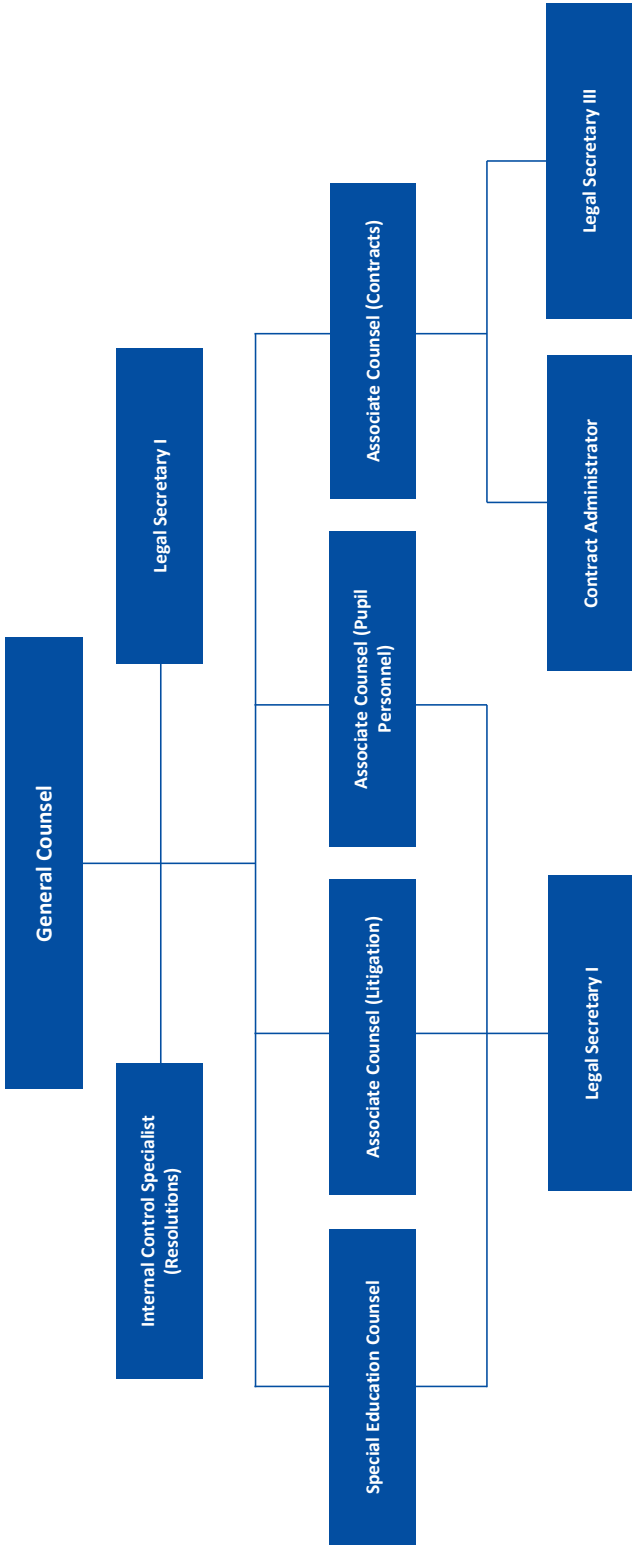 General Counsel
Internal Control Specialist
(Resolutions)
Legal Secretary I
Special Education Counsel
Associate Counsel (Litigation)
Associate Counsel (Pupil
Personnel)
Associate Counsel (Contracts)
Legal Secretary I
Contract Administrator
Legal Secretary III